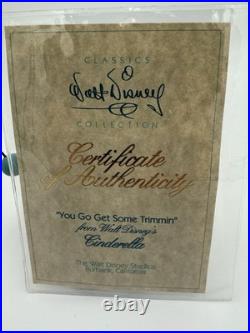 CLASSICS
Walt Disney
COLLECTION
Certificate
of Authenticity
"You Go Get Some Trimmin"
from Walt Disney's
Cinderella
The Walt Disney Studios
Burbank, California